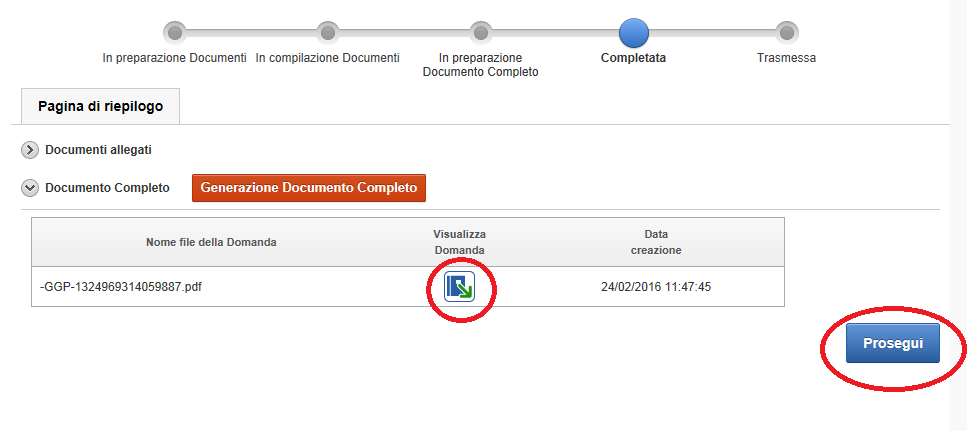 In preparazione Documenti
In compilazione Documenti
In preparazione
Documento Completo
Completata
Trasmessa
Pagina di riepilogo
Documenti allegati
Documento Completo
Generazione Documento Completo
Nome file della Domanda
Visualizza
Domanda
Data
creazione
-GGP-1324969314059887.pdf
24/02/2016 11:47:45
Prosegui